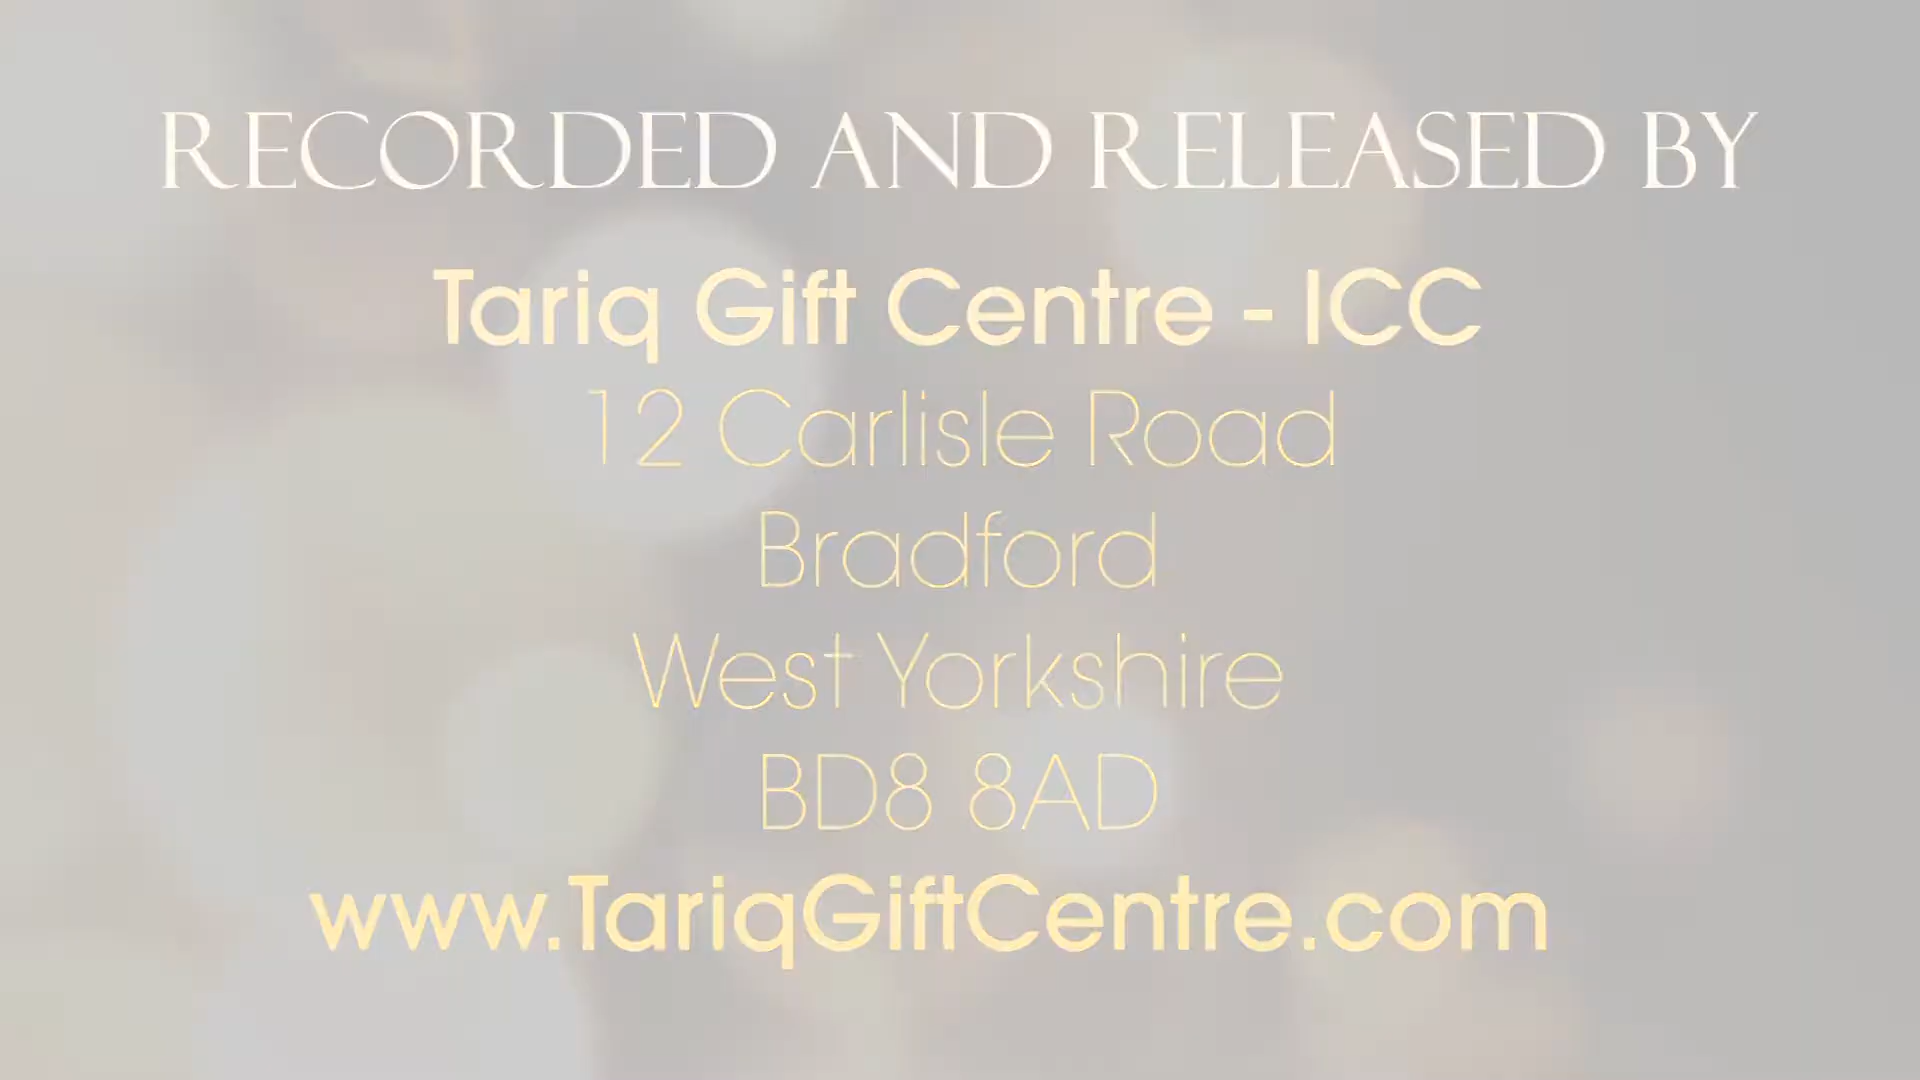 RECORDED AND RELEASED BY
Tariq Gift Centre - ICC
12 Carlisle Road
Bradford
West Yorkshire
BD8 8AD
www.TariqGiftCentre.com